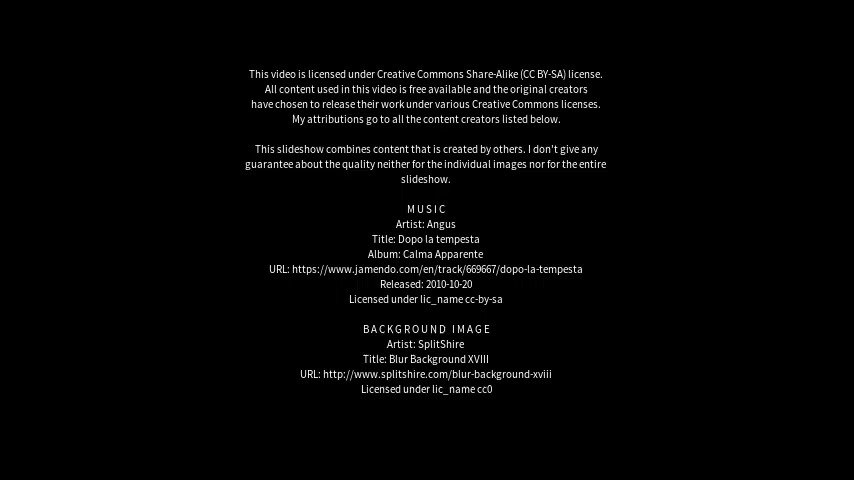 This video is licensed under Creative Commons Share-Alike (CC BY-SA) license.
All content used in this video is free available and the original creators
have chosen to release their work under various Creative Commons licenses.
My attributions go to all the content creators listed below.
This slideshow combines content that is created by others. I don't give any
guarantee about the quality neither for the individual images nor for the entire
slideshow.
MUSIC
Artist: Angus
Title: Dopo la tempesta
Album: Calma Apparente
URL: https://www.jamendo.com/en/track/669667/dopo-la-tempesta
Released: 2010-10-20
Licensed under lic_name cc-by-sa
BACKGROUND IMAGE
Artist: SplitShire
Title: Blur Background XVIII
URL: http://www.splitshire.com/blur-background-xviii
Licensed under lic_name cc0